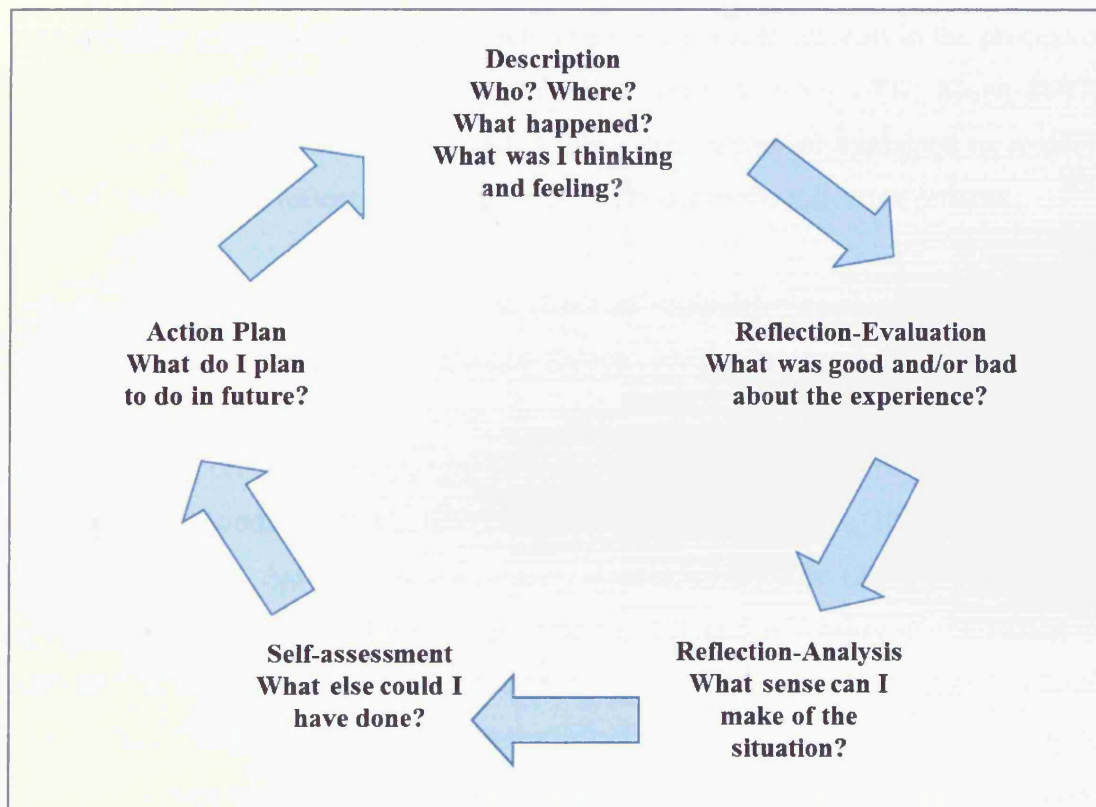 Description
Who? Where?
What happened?
What was I thinking
and feeling?
Reflection-Evaluation
What was good and/or bad
about the experience?
Reflection-Analysis
What sense can I
make of the
situation?
Self-assessment
What else could I
have done?
Action Plan
What do I plan
to do in future?